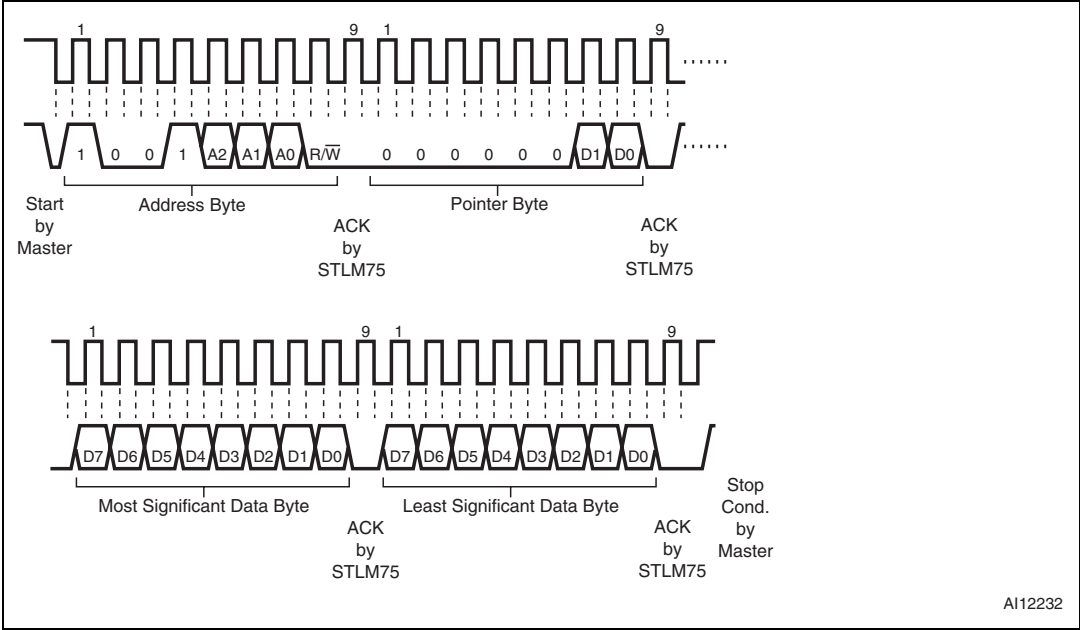 1 9 1 9
1 0 0 1 A2 A1 A0 R/W̅ 0 0 0 0 0 0 D1 D0
Address Byte
Pointer Byte
Start
by
Master
ACK
by
STLM75
ACK
by
STLM75
1 9 1 9
D7 D6 D5 D4 D3 D2 D1 D0 D7 D6 D5 D4 D3 D2 D1 D0
Most Significant Data Byte
Least Significant Data Byte
ACK
by
STLM75
ACK
by
STLM75
Stop
Cond.
by
Master
AI12232